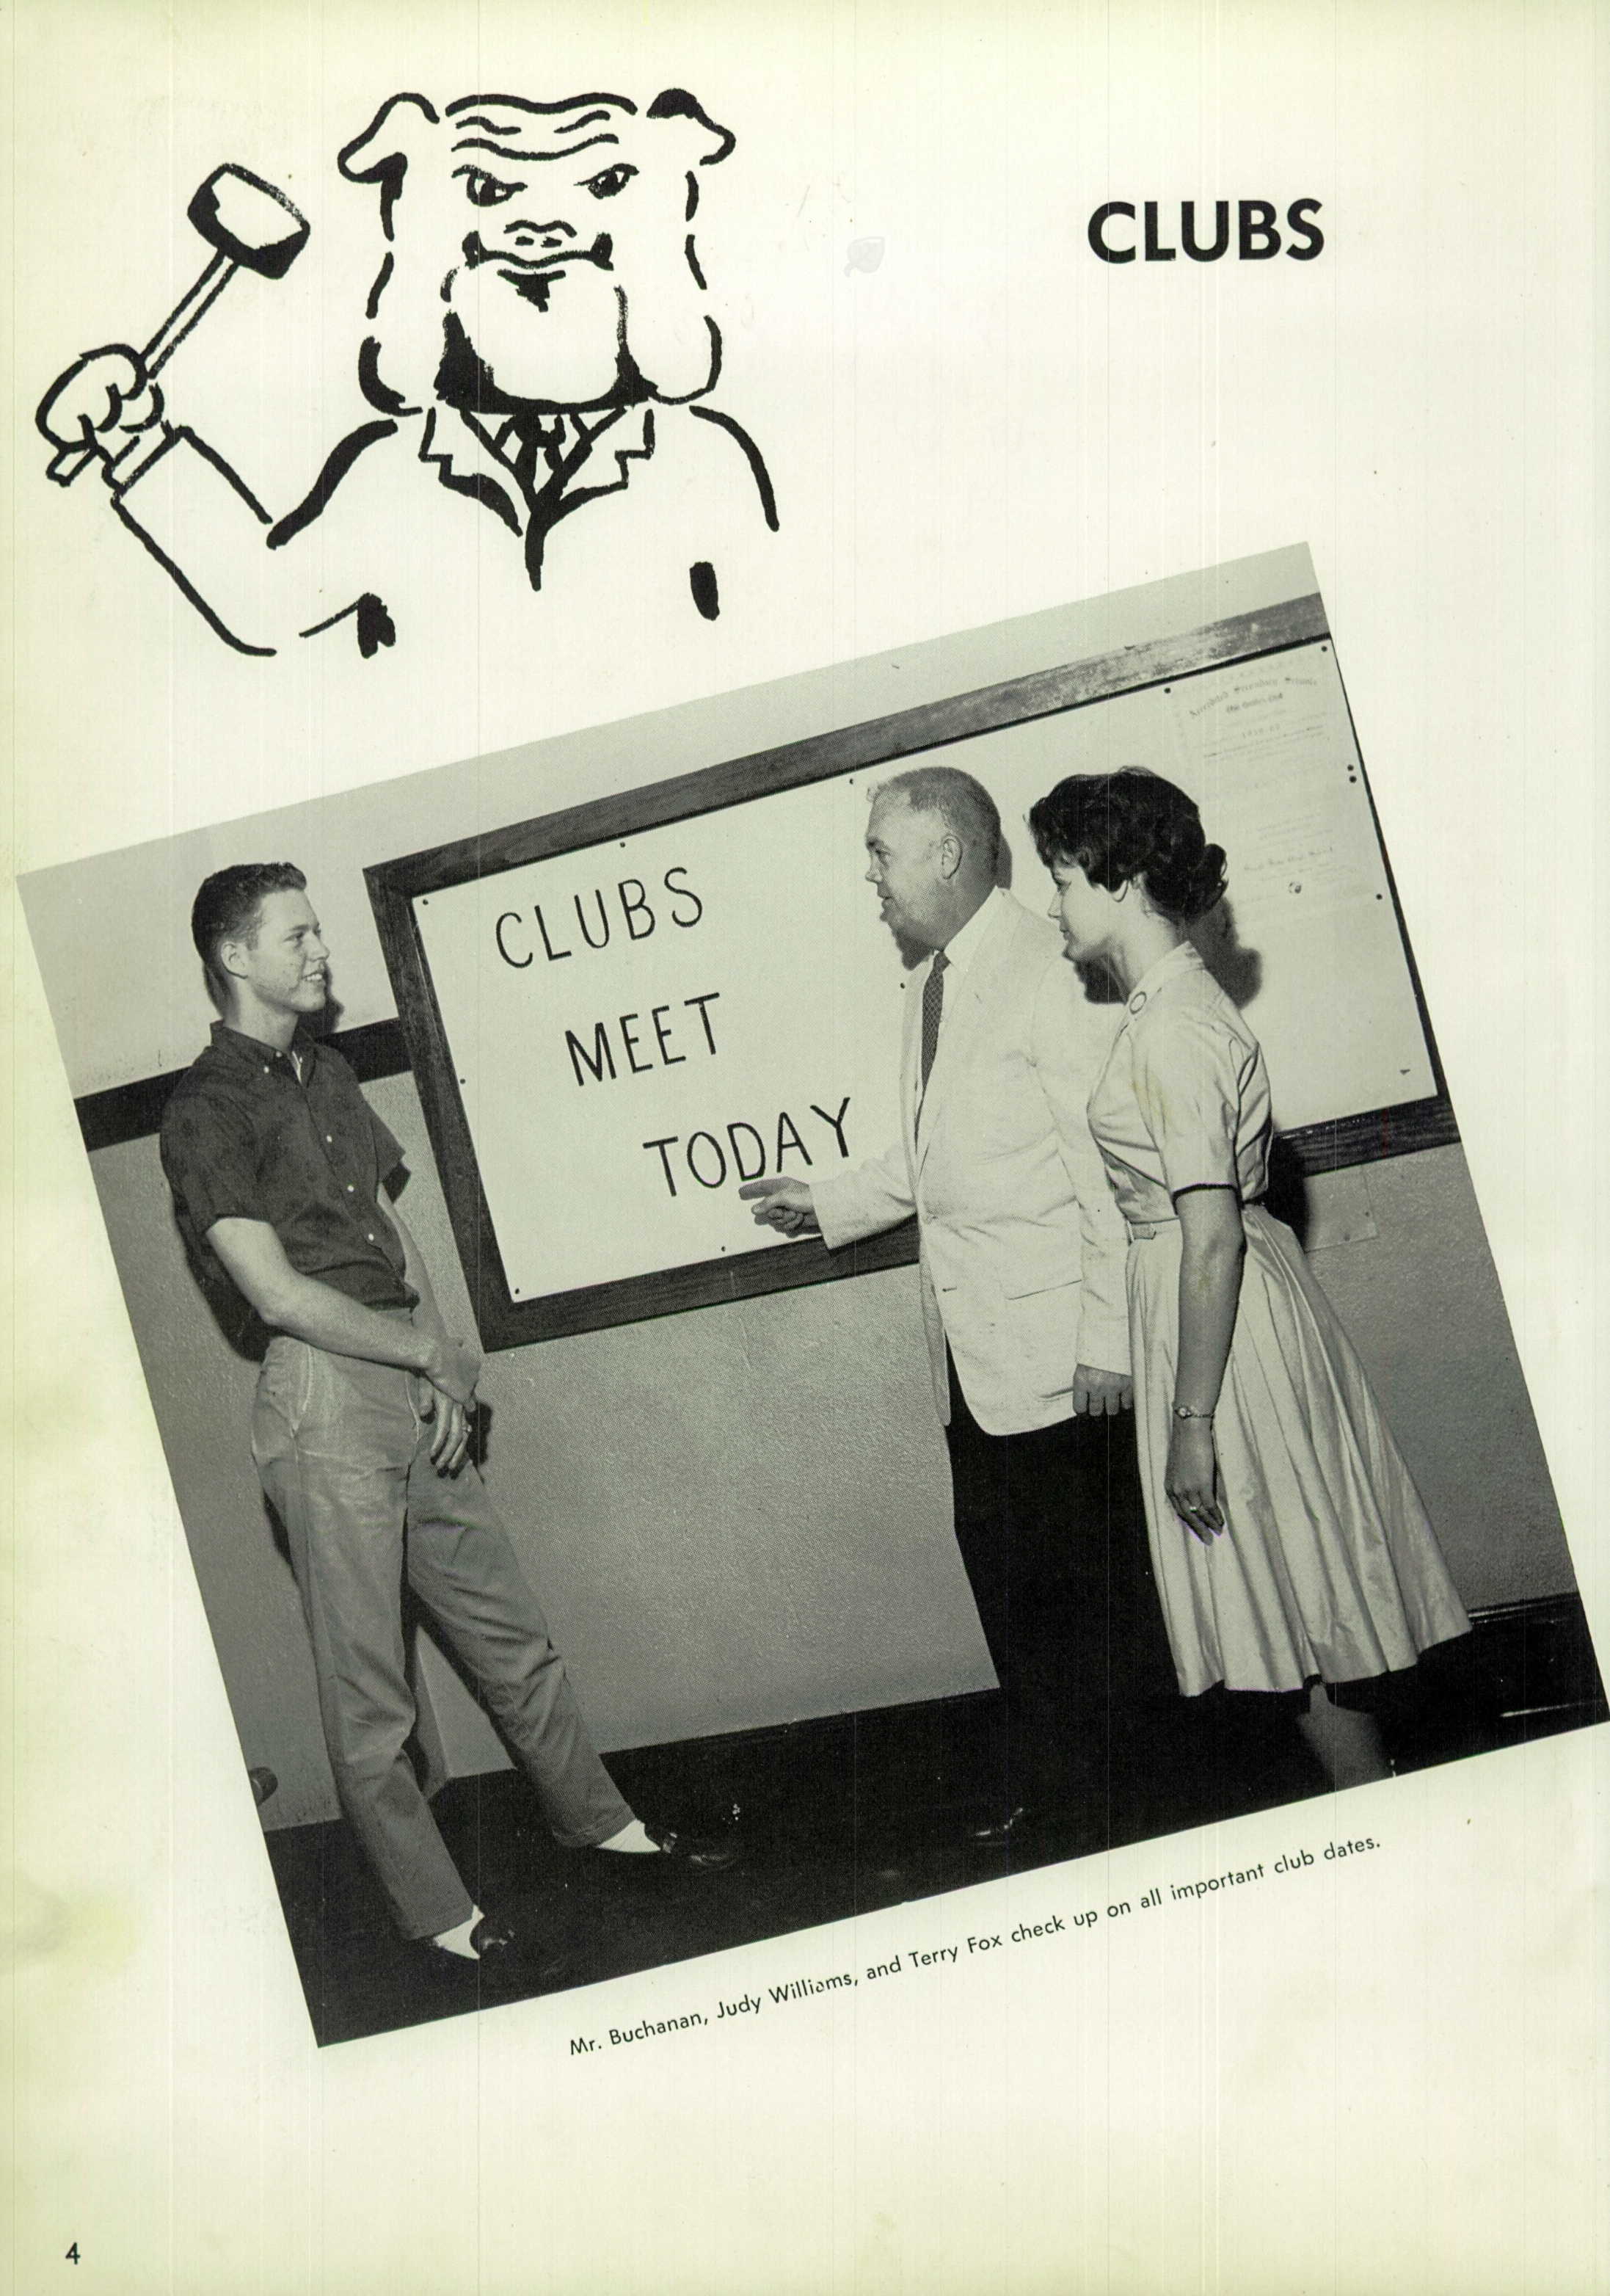 CLUBS
CLUBS
MEET
TODAY
Mr. Buchanan, Judy Williams, and Terry Fox check up on all important club dates.
4